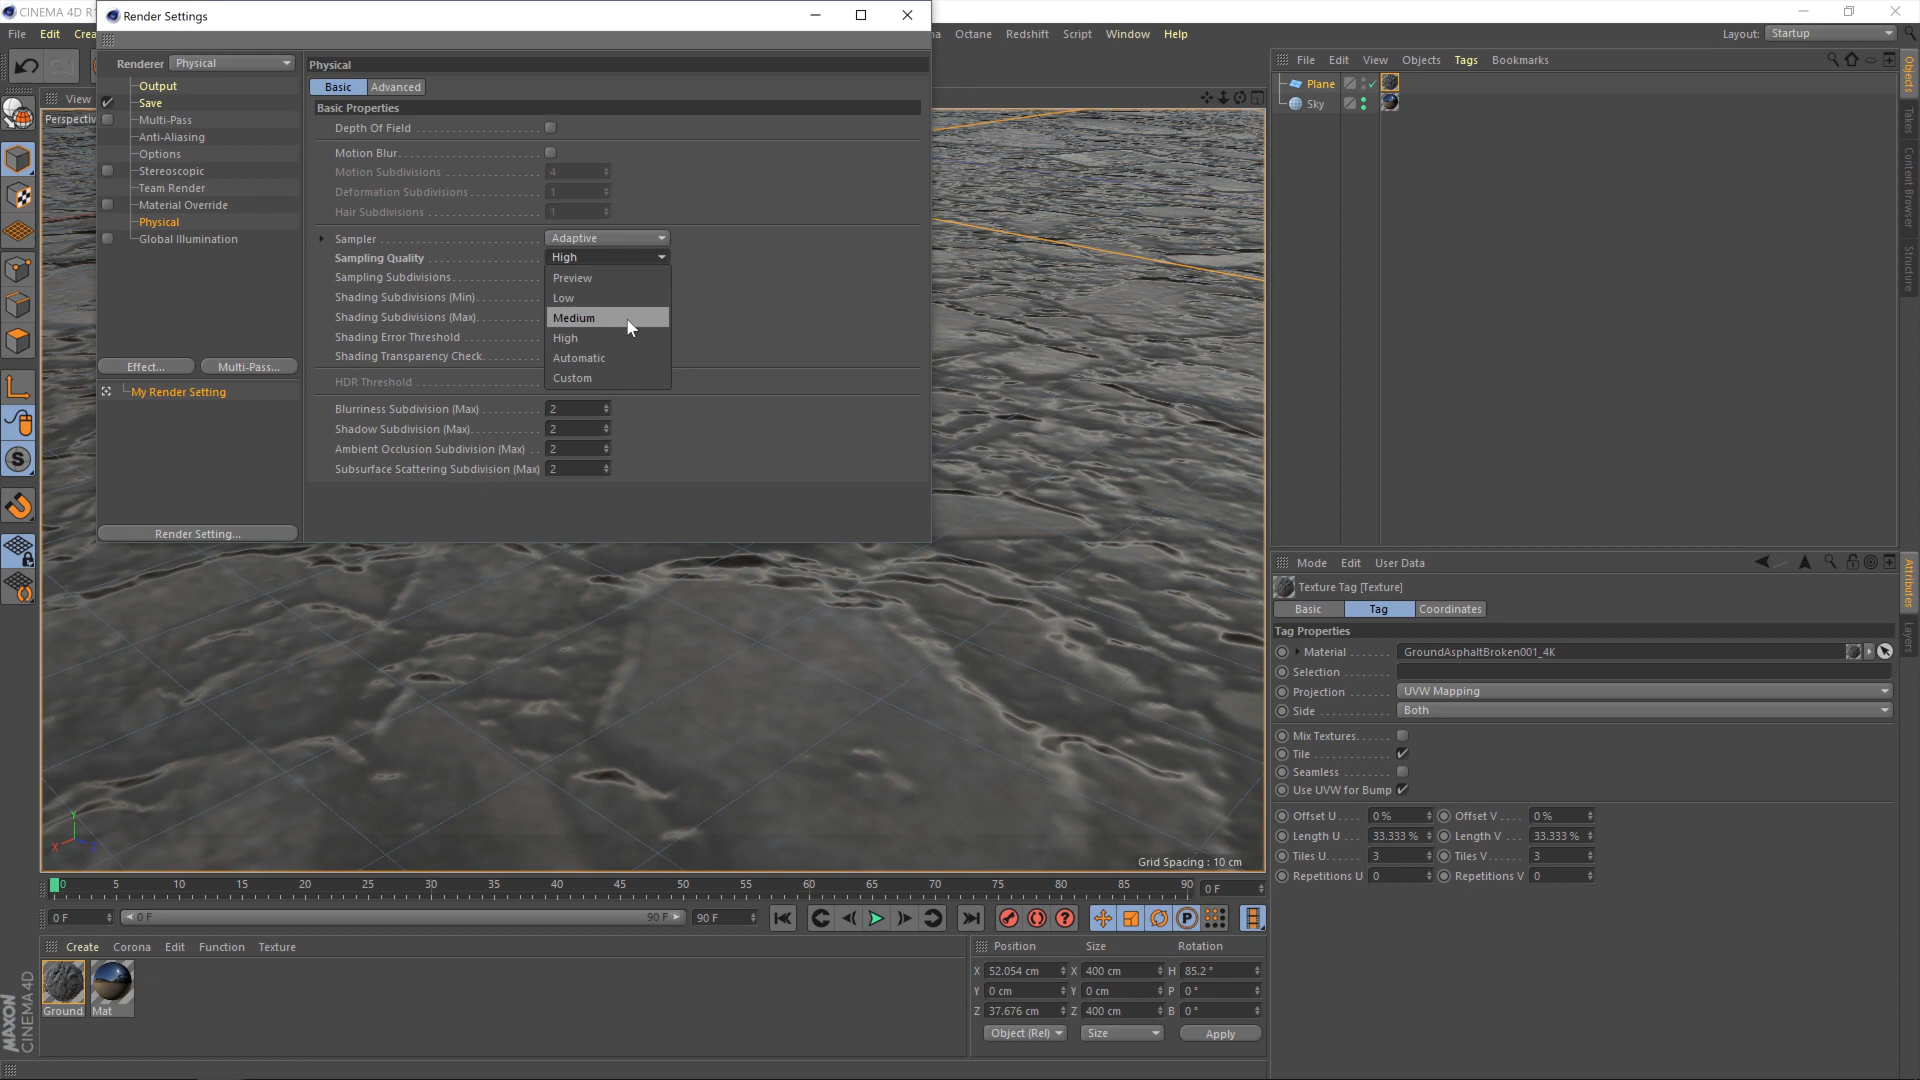 CINEMA 4D R
Render Settings
File
Edit
Crea
Octane
Redshift
Script
Window
Help
Layout:
Startup
Renderer
Physical
Output
Save
Multi-Pass
Anti-Aliasing
Options
Stereoscopic
Team Render
Material Override
Physical
Global Illumination
Effect...
Multi-Pass...
My Render Setting
Render Setting...
Physical
Basic
Advanced
Basic Properties
Depth Of Field
Motion Blur
Motion Subdivisions 4
Deformation Subdivisions 1
Hair Subdivisions 1
Sampler Adaptive
Sampling Quality High
Sampling Subdivisions
Shading Subdivisions (Min)
Shading Subdivisions (Max)
Shading Error Threshold
Shading Transparency Check
HDR Threshold
Preview
Low
Medium
High
Automatic
Custom
Blurriness Subdivision (Max) 2
Shadow Subdivision (Max) 2
Ambient Occlusion Subdivision (Max) 2
Subsurface Scattering Subdivision (Max) 2
View
Perspectiv
Y
X
Z
Grid Spacing : 10 cm
File
Edit
View
Objects
Tags
Bookmarks
Plane
Sky
Objects
Takes
Content Browser
Structure
Mode
Edit
User Data
Texture Tag [Texture]
Basic
Tag
Coordinates
Tag Properties
Material GroundAsphaltBroken001_4K
Selection
Projection UVW Mapping
Side Both
Mix Textures
Tile
Seamless
Use UVW for Bump
Offset U 0 % Offset V 0 %
Length U 33.333 % Length V 33.333 %
Tiles U 3 Tiles V 3
Repetitions U 0 Repetitions V 0
Attributes
Layers
0 5 10 15 20 25 30 35 40 45 50 55 60 65 70 75 80 85 90
0 F
0 F
0 F
90 F
90 F
Create
Corona
Edit
Function
Texture
Ground
Mat
Position
Size
Rotation
X 52.054 cm X 400 cm H 85.2 °
Y 0 cm Y 0 cm P 0 °
Z 37.676 cm Z 400 cm B 0 °
Object (Rel)
Size
Apply
MAXON
CINEMA 4D